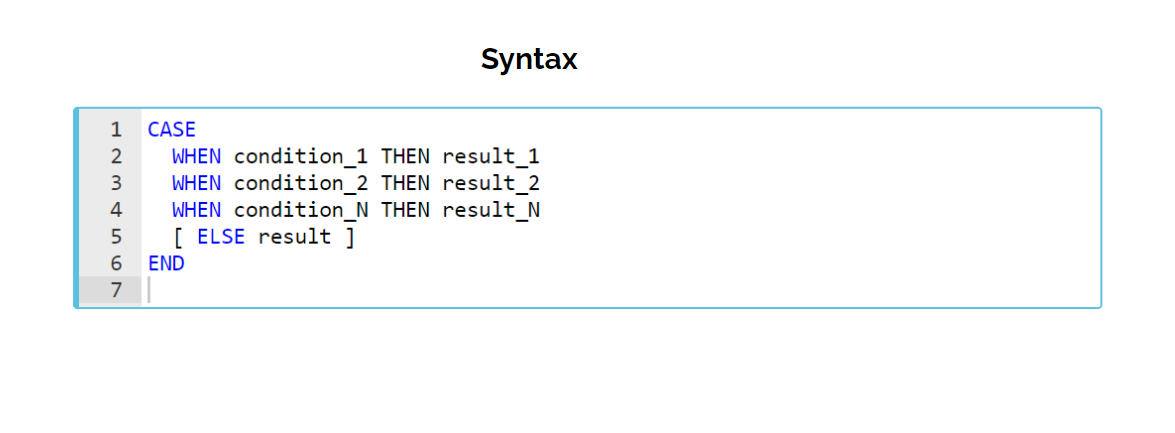 Syntax
1 CASE
2   WHEN condition_1 THEN result_1
3   WHEN condition_2 THEN result_2
4   WHEN condition_N THEN result_N
5   [ ELSE result ]
6 END
7